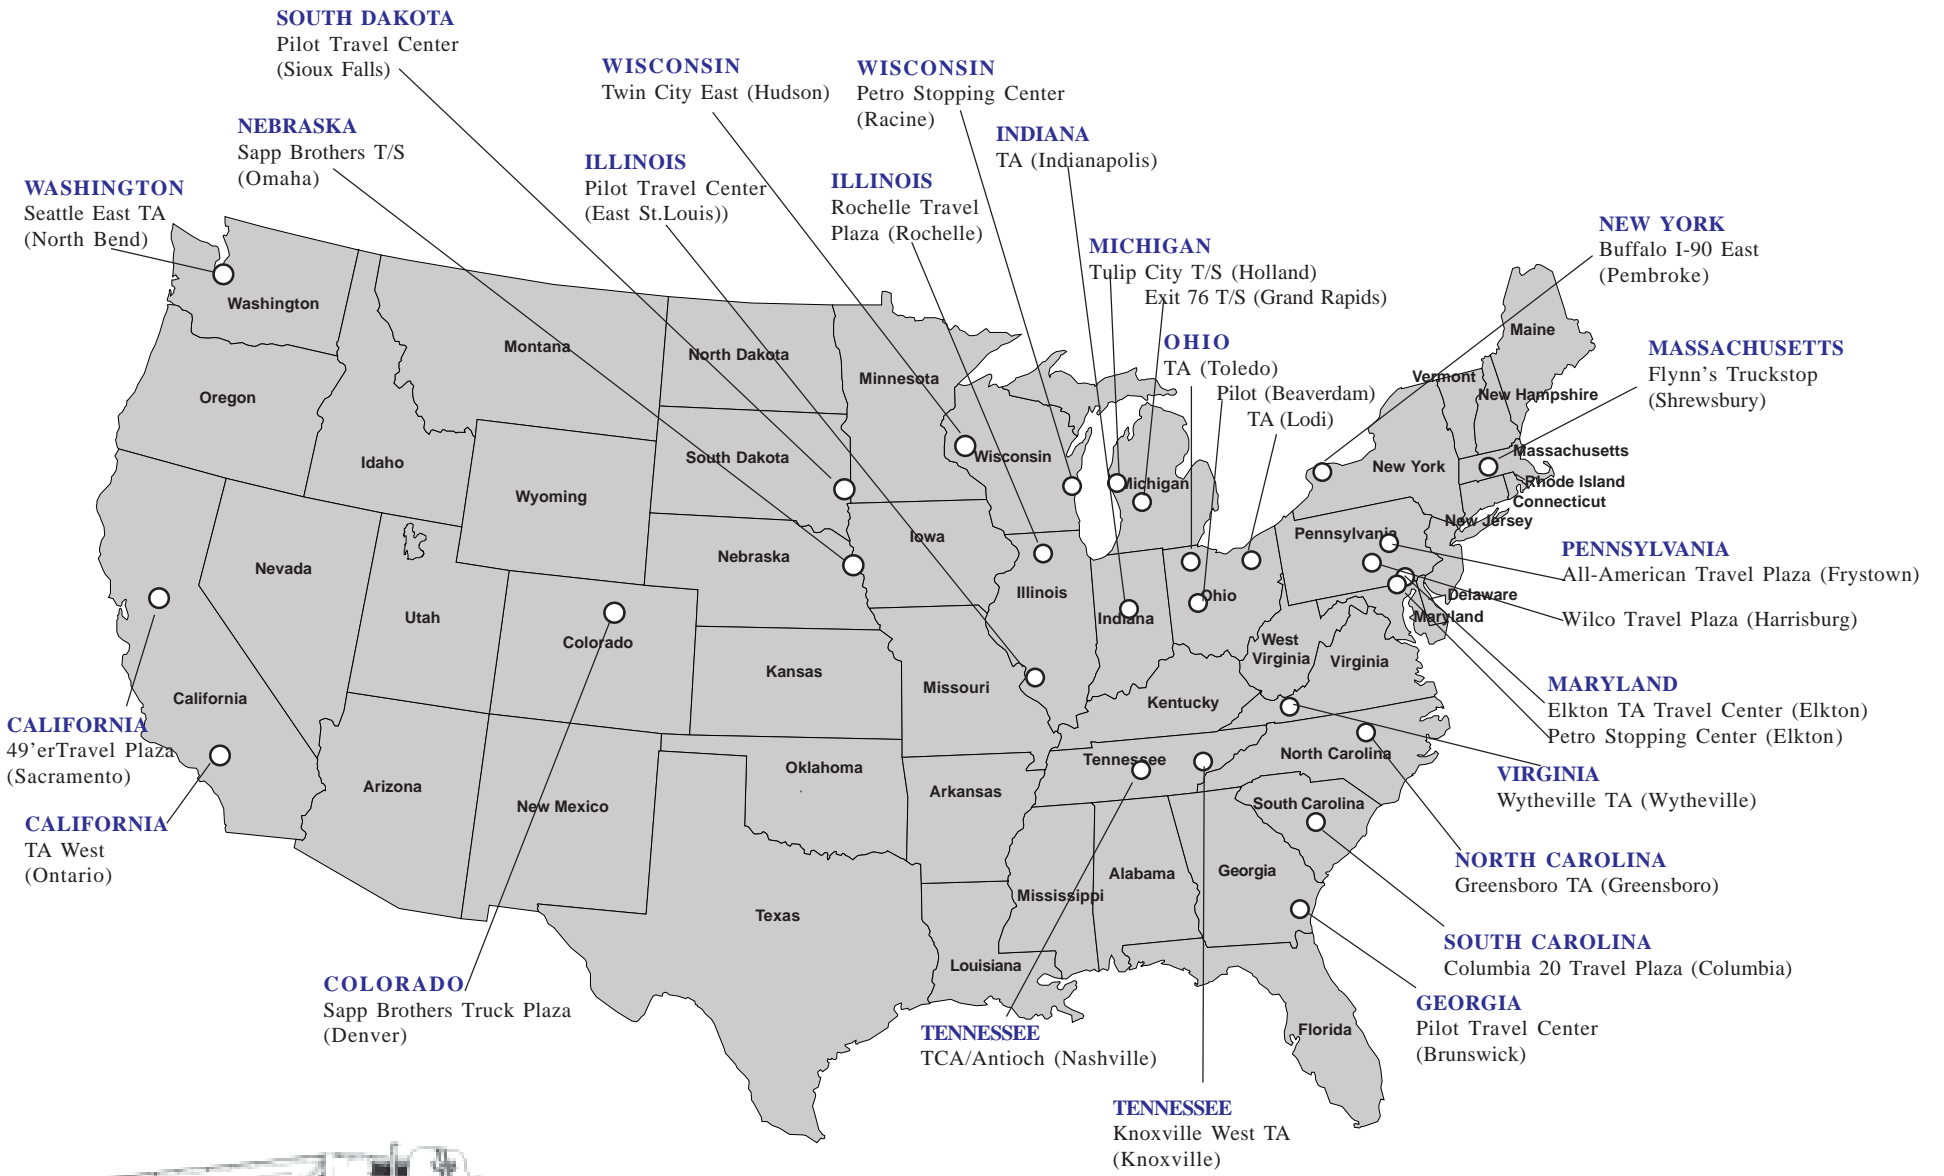 SOUTH DAKOTA
Pilot Travel Center
(Sioux Falls)
WISCONSIN
Twin City East (Hudson)
WISCONSIN
Petro Stopping Center
(Racine)
NEBRASKA
Sapp Brothers T/S
(Omaha)
INDIANA
TA (Indianapolis)
ILLINOIS
Pilot Travel Center
(East St.Louis))
ILLINOIS
Rochelle Travel
Plaza (Rochelle)
WASHINGTON
Seattle East TA
(North Bend)
MICHIGAN
Tulip City T/S (Holland)
Exit 76 T/S (Grand Rapids)
NEW YORK
Buffalo I-90 East
(Pembroke)
OHIO
TA (Toledo)
Pilot (Beaverdam)
TA (Lodi)
MASSACHUSETTS
Flynn's Truckstop
(Shrewsbury)
Washington
Montana
North Dakota
Minnesota
Maine
Vermont
New Hampshire
Oregon
Idaho
South Dakota
Wisconsin
Michigan
New York
Massachusetts
Rhode Island
Connecticut
New Jersey
Wyoming
Iowa
Pennsylvania
Nebraska
Nevada
Illinois
Ohio
Delaware
Indiana
Maryland
Utah
Colorado
West
Virginia
Virginia
Kansas
Missouri
Kentucky
California
PENNSYLVANIA
All-American Travel Plaza (Frystown)
Wilco Travel Plaza (Harrisburg)
MARYLAND
Elkton TA Travel Center (Elkton)
Petro Stopping Center (Elkton)
CALIFORNIA
49'erTravel Plaza
(Sacramento)
Tennessee
North Carolina
Oklahoma
Arizona
New Mexico
Arkansas
South Carolina
VIRGINIA
Wytheville TA (Wytheville)
CALIFORNIA
TA West
(Ontario)
Alabama
Georgia
Mississippi
Texas
Louisiana
Florida
NORTH CAROLINA
Greensboro TA (Greensboro)
SOUTH CAROLINA
Columbia 20 Travel Plaza (Columbia)
COLORADO
Sapp Brothers Truck Plaza
(Denver)
GEORGIA
Pilot Travel Center
(Brunswick)
TENNESSEE
TCA/Antioch (Nashville)
TENNESSEE
Knoxville West TA
(Knoxville)